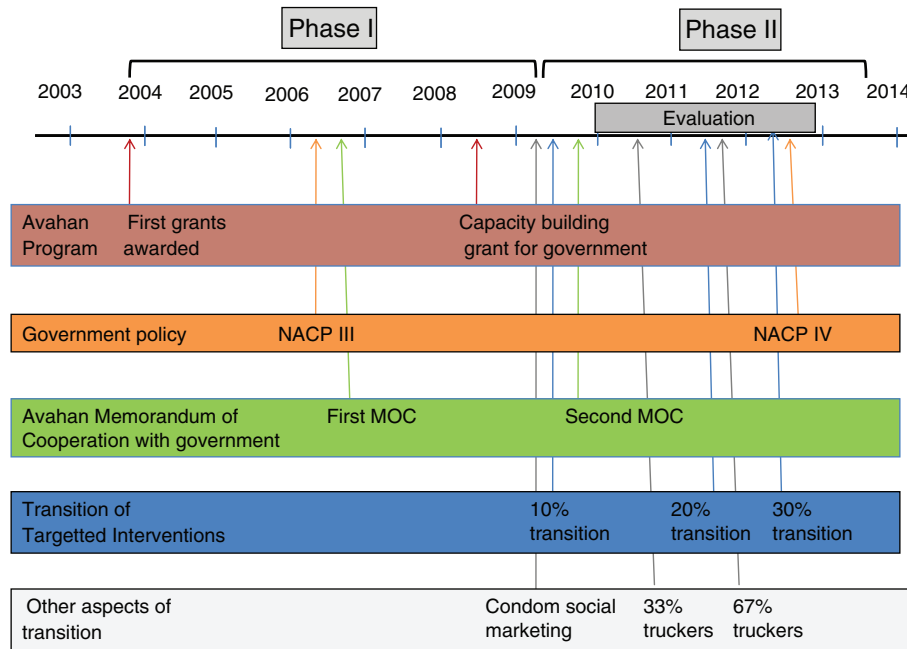 Phase I
Phase II
2003 2004 2005 2006 2007 2008 2009 2010 2011 2012 2013 2014
Evaluation
Avahan
Program
First grants
awarded
Capacity building
grant for government
Government policy
NACP III
NACP IV
Avahan Memorandum of
Cooperation with government
First MOC
Second MOC
Transition of
Targetted Interventions
10%
transition
20%
transition
30%
transition
Other aspects of
transition
Condom social
marketing
33%
truckers
67%
truckers